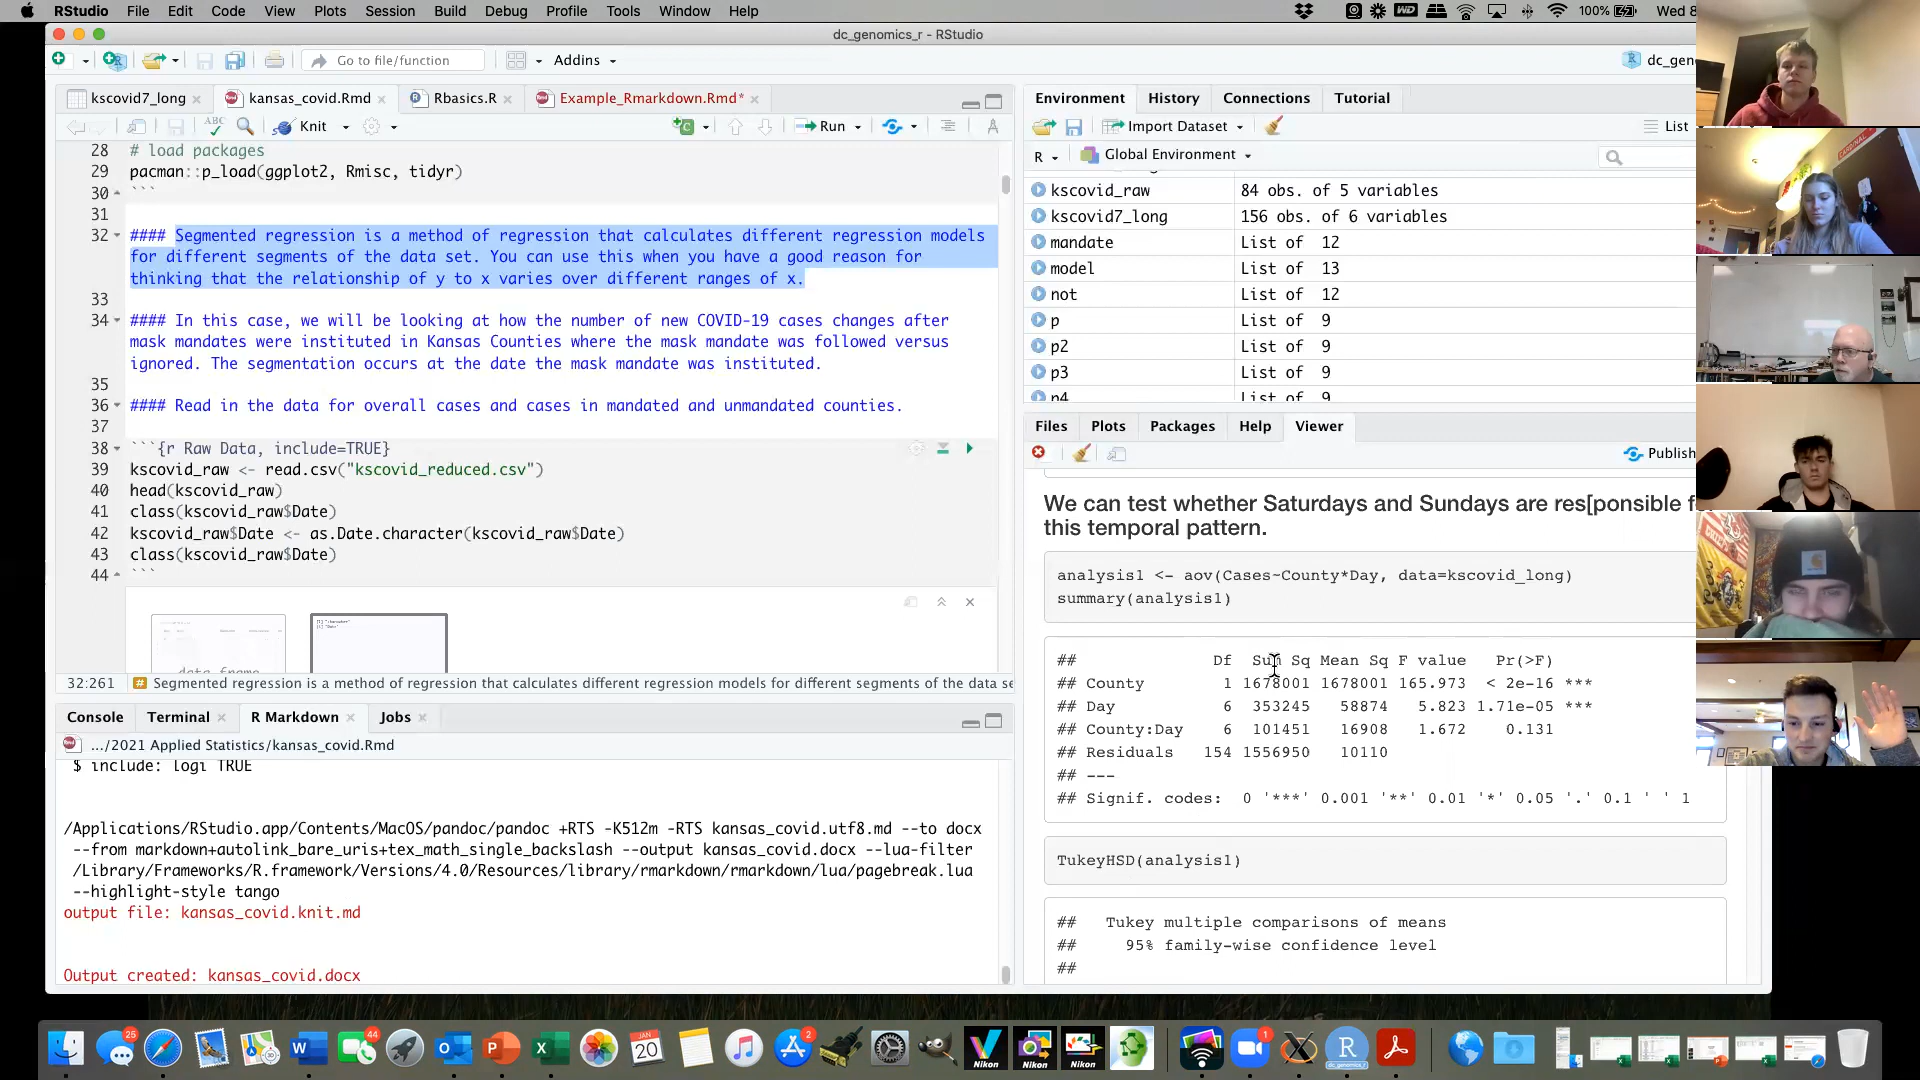 RStudio File Edit Code View Plots Session Build Debug Profile Tools Window Help
100% Wed 8
dc_genomics_r - RStudio
Go to file/function Addins
dc_gen
kscovid7_long kansas_covid.Rmd Rbasics.R Example_Rmarkdown.Rmd*
Knit Run
28 # load packages
29 pacman::p_load(ggplot2, Rmisc, tidyr)
30 ```
31
32 #### Segmented regression is a method of regression that calculates different regression models
for different segments of the data set. You can use this when you have a good reason for
thinking that the relationship of y to x varies over different ranges of x.
33
34 #### In this case, we will be looking at how the number of new COVID-19 cases changes after
mask mandates were instituted in Kansas Counties where the mask mandate was followed versus
ignored. The segmentation occurs at the date the mask mandate was instituted.
35
36 #### Read in the data for overall cases and cases in mandated and unmandated counties.
37
38 ```{r Raw Data, include=TRUE}
39 kscovid_raw <- read.csv("kscovid_reduced.csv")
40 head(kscovid_raw)
41 class(kscovid_raw$Date)
42 kscovid_raw$Date <- as.Date.character(kscovid_raw$Date)
43 class(kscovid_raw$Date)
44 ```
32:261 Segmented regression is a method of regression that calculates different regression models for different segments of the data se
Console Terminal R Markdown Jobs
.../2021 Applied Statistics/kansas_covid.Rmd
$ include: logi TRUE
/Applications/RStudio.app/Contents/MacOS/pandoc/pandoc +RTS -K512m -RTS kansas_covid.utf8.md --to docx
--from markdown+autolink_bare_uris+tex_math_single_backslash --output kansas_covid.docx --lua-filter
/Library/Frameworks/R.framework/Versions/4.0/Resources/library/rmarkdown/rmarkdown/lua/pagebreak.lua
--highlight-style tango
output file: kansas_covid.knit.md
Output created: kansas_covid.docx
Environment History Connections Tutorial
Import Dataset List
R Global Environment
kscovid_raw 84 obs. of 5 variables
kscovid7_long 156 obs. of 6 variables
mandate List of 12
model List of 13
not List of 12
p List of 9
p2 List of 9
p3 List of 9
p4 List of 9
Files Plots Packages Help Viewer
Publish
We can test whether Saturdays and Sundays are res[ponsible f
this temporal pattern.
analysis1 <- aov(Cases~County*Day, data=kscovid_long)
summary(analysis1)
## Df Sum Sq Mean Sq F value Pr(>F)
## County 1 1678001 1678001 165.973 < 2e-16 ***
## Day 6 353245 58874 5.823 1.71e-05 ***
## County:Day 6 101451 16908 1.672 0.131
## Residuals 154 1556950 10110
## ---
## Signif. codes: 0 '***' 0.001 '**' 0.01 '*' 0.05 '.' 0.1 ' ' 1
TukeyHSD(analysis1)
## Tukey multiple comparisons of means
## 95% family-wise confidence level
##
25 44 JAN 20 2 Nikon Nikon Nikon 1 dc_genomics_r